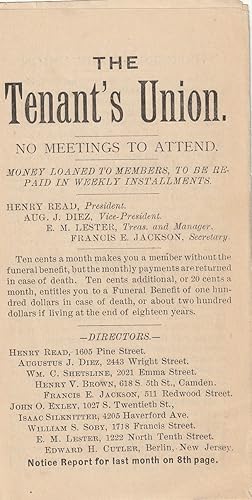 THE
Tenant's Union.
NO MEETINGS TO ATTEND.
MONEY LOANED TO MEMBERS, TO BE RE-
PAID IN WEEKLY INSTALLMENTS.
HENRY READ, President.
AUG. J. DIEZ, Vice-President.
E. M. LESTER, Treas. and Manager.
FRANCIS E. JACKSON, Secretary.
Ten cents a month makes you a member without the
funeral benefit, but the monthly payments are returned
in case of death. Ten cents additional, or 20 cents a
month, entitles you to a Funeral Benefit of one hun-
dred dollars in case of death, or about two hundred
dollars if living at the end of eighteen years.
—DIRECTORS.—
HENRY READ, 1605 Pine Street.
AUGUSTUS J. DIEZ, 2443 Wright Street.
WM. C. SHETSLINE, 2021 Emma Street.
HENRY V. BROWN, 618 S. 5th St., Camden.
FRANCIS E. JACKSON, 511 Redwood Street.
JOHN O. EXLEY, 1027 S. Twentieth St.,
ISAAC SILKNITTER, 4205 Haverford Ave.
WILLIAM S. SOBY, 1718 Francis Street.
E. M. LESTER, 1222 North Tenth Street.
EDWARD H. CUTLER, Berlin, New Jersey.
Notice Report for last month on 8th page.